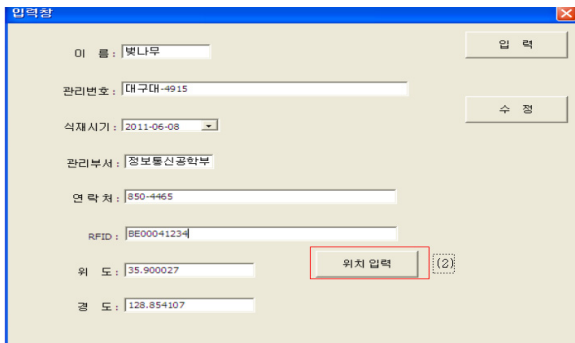 입력창
이 름 : 벚나무
입 력
관리번호 : 대구대-4915
수 정
식재시기 : 2011-06-08
관리부서 : 정보통신공학부
연 락 처 : 850-4465
RFID : BE00041234
위치 입력 (2)
위 도 : 35.900027
경 도 : 128.854107